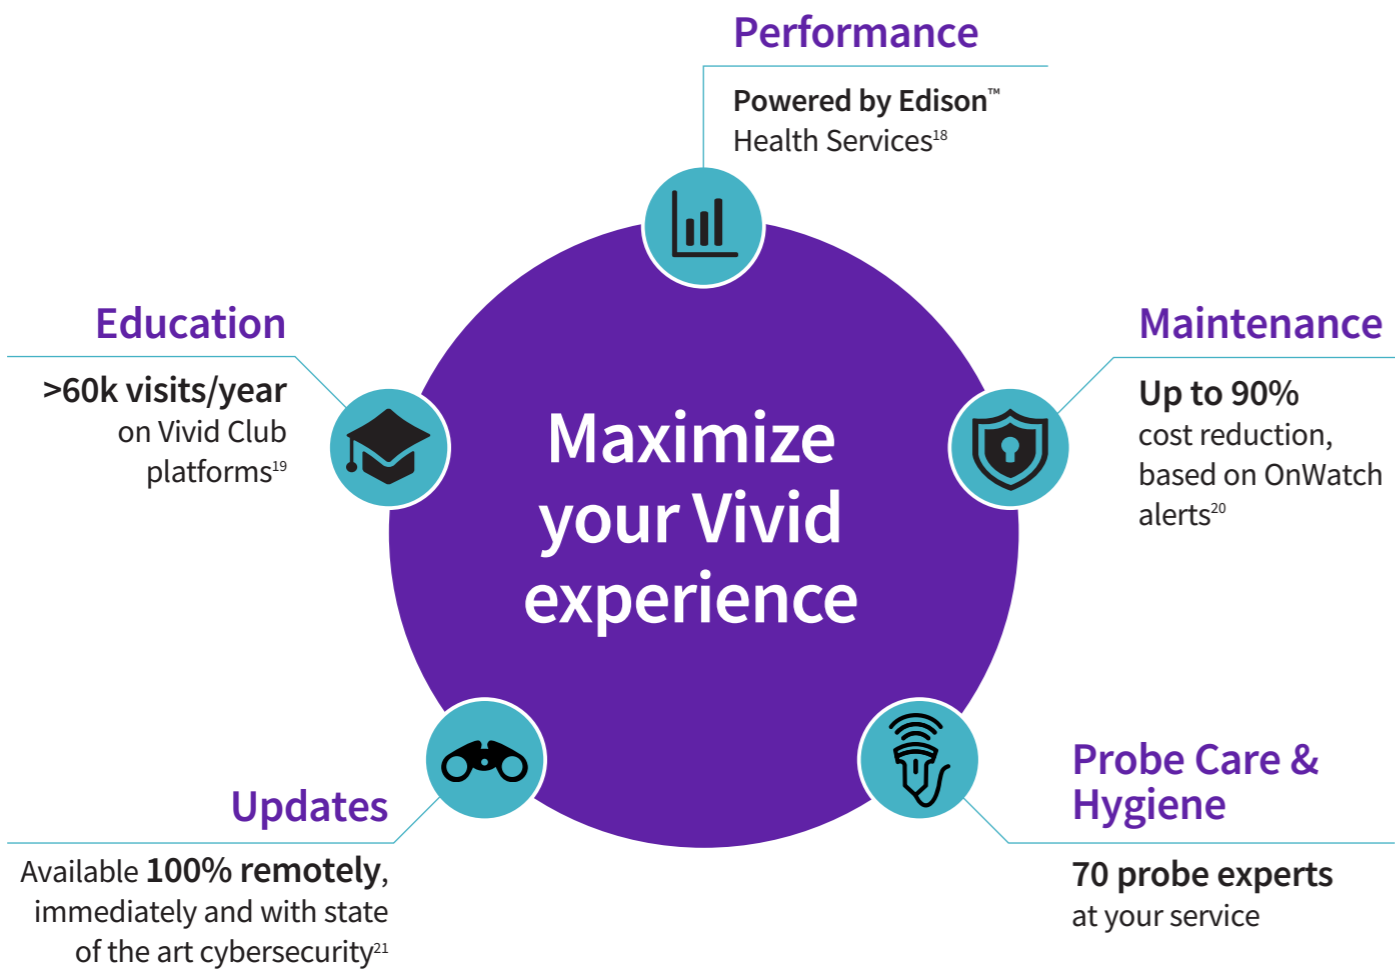 Performance
Powered by Edison™
Health Services¹⁸
Education
>60k visits/year
on Vivid Club
platforms¹⁹
Maintenance
Up to 90%
cost reduction,
based on OnWatch
alerts²⁰
Maximize
your Vivid
experience
Updates
Available 100% remotely,
immediately and with state
of the art cybersecurity²¹
Probe Care &
Hygiene
70 probe experts
at your service